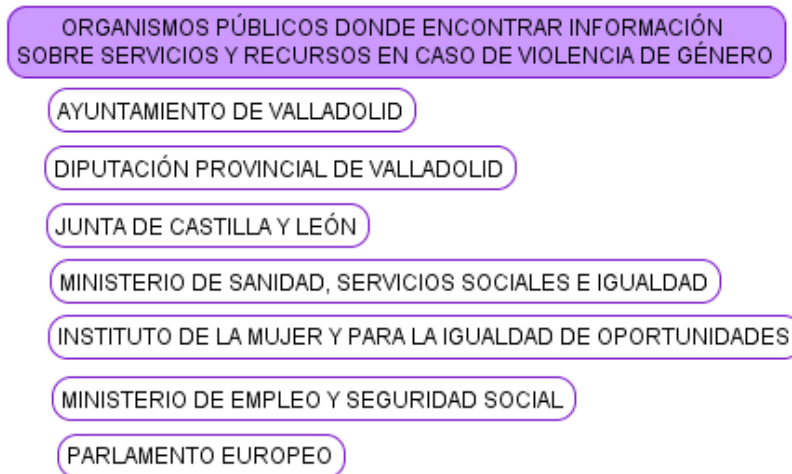 ORGANISMOS PÚBLICOS DONDE ENCONTRAR INFORMACIÓN
SOBRE SERVICIOS Y RECURSOS EN CASO DE VIOLENCIA DE GÉNERO
AYUNTAMIENTO DE VALLADOLID
DIPUTACIÓN PROVINCIAL DE VALLADOLID
JUNTA DE CASTILLA Y LEÓN
MINISTERIO DE SANIDAD, SERVICIOS SOCIALES E IGUALDAD
INSTITUTO DE LA MUJER Y PARA LA IGUALDAD DE OPORTUNIDADES
MINISTERIO DE EMPLEO Y SEGURIDAD SOCIAL
PARLAMENTO EUROPEO